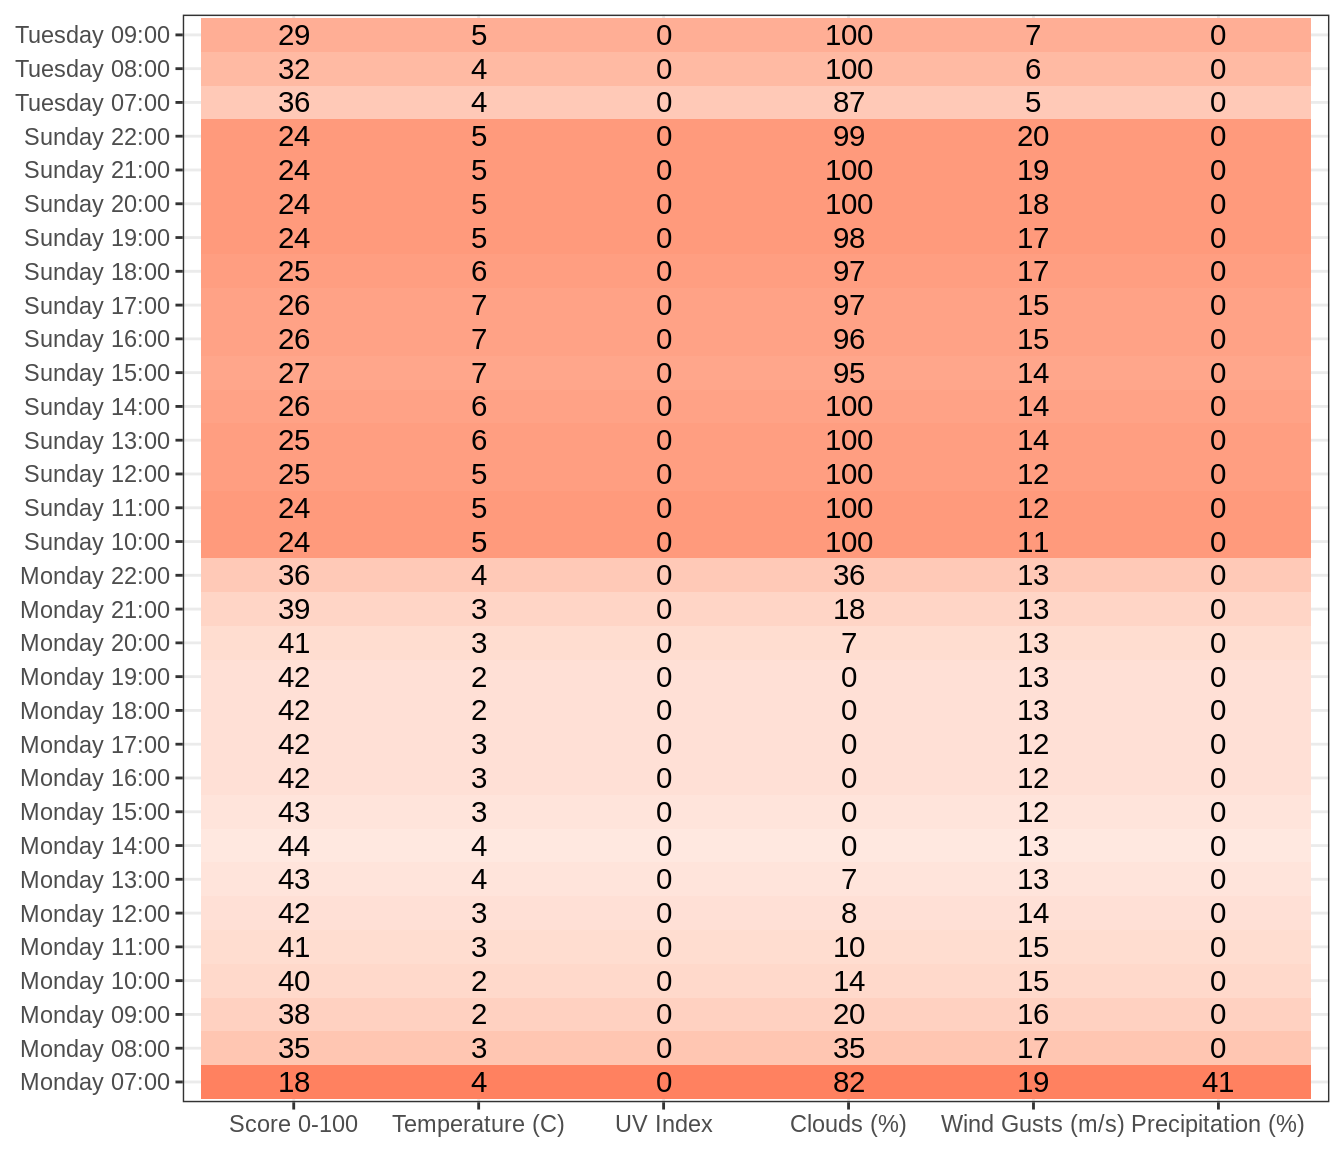 Tuesday 09:00 29 5 0 100 7 0
Tuesday 08:00 32 4 0 100 6 0
Tuesday 07:00 36 4 0 87 5 0
Sunday 22:00 24 5 0 99 20 0
Sunday 21:00 24 5 0 100 19 0
Sunday 20:00 24 5 0 100 18 0
Sunday 19:00 24 5 0 98 17 0
Sunday 18:00 25 6 0 97 17 0
Sunday 17:00 26 7 0 97 15 0
Sunday 16:00 26 7 0 96 15 0
Sunday 15:00 27 7 0 95 14 0
Sunday 14:00 26 6 0 100 14 0
Sunday 13:00 25 6 0 100 14 0
Sunday 12:00 25 5 0 100 12 0
Sunday 11:00 24 5 0 100 12 0
Sunday 10:00 24 5 0 100 11 0
Monday 22:00 36 4 0 36 13 0
Monday 21:00 39 3 0 18 13 0
Monday 20:00 41 3 0 7 13 0
Monday 19:00 42 2 0 0 13 0
Monday 18:00 42 2 0 0 13 0
Monday 17:00 42 3 0 0 12 0
Monday 16:00 42 3 0 0 12 0
Monday 15:00 43 3 0 0 12 0
Monday 14:00 44 4 0 0 13 0
Monday 13:00 43 4 0 7 13 0
Monday 12:00 42 3 0 8 14 0
Monday 11:00 41 3 0 10 15 0
Monday 10:00 40 2 0 14 15 0
Monday 09:00 38 2 0 20 16 0
Monday 08:00 35 3 0 35 17 0
Monday 07:00 18 4 0 82 19 41
Score 0-100 Temperature (C) UV Index Clouds (%) Wind Gusts (m/s) Precipitation (%)